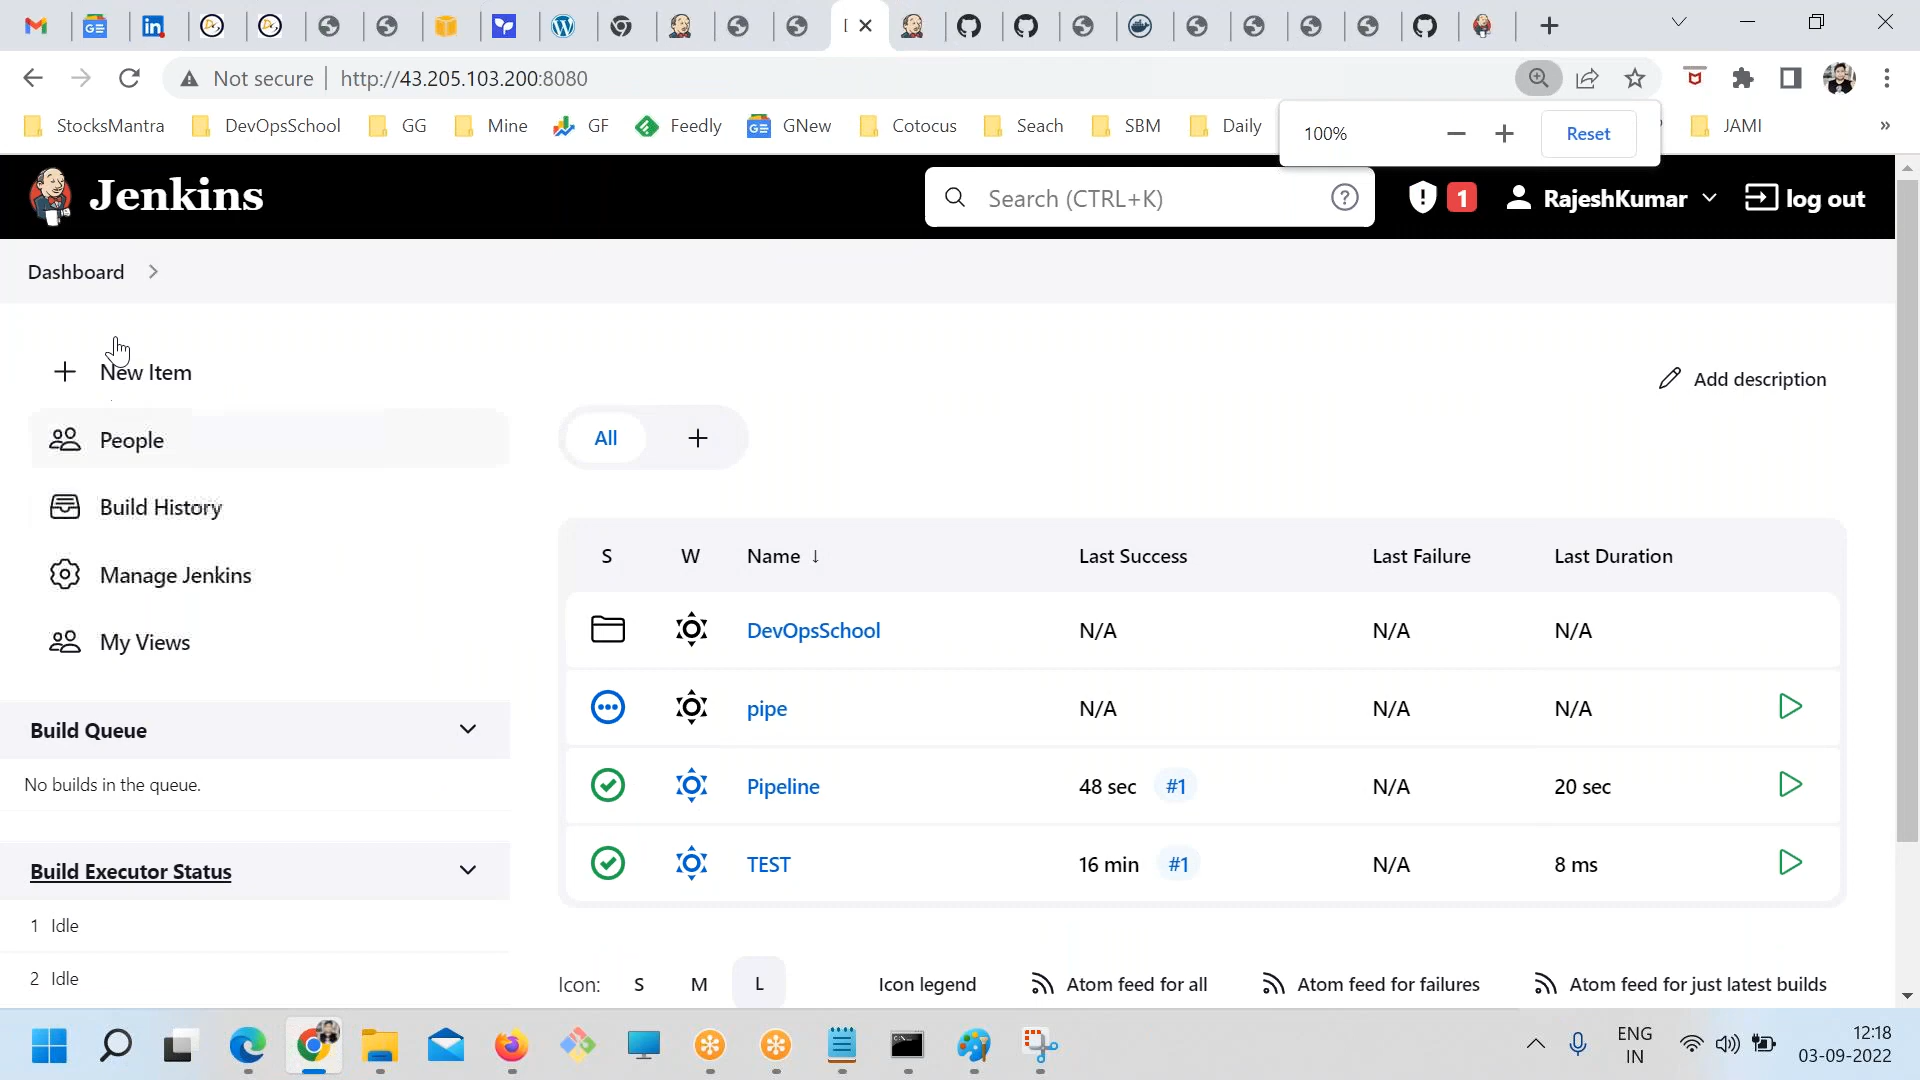 Not secure | http://43.205.103.200:8080
StocksMantra DevOpsSchool GG Mine GF Feedly GNew Cotocus Seach SBM Daily JAMI »
100% Reset
Jenkins
Search (CTRL+K)
1
RajeshKumar
log out
Dashboard
New Item
Add description
People
All
Build History
Manage Jenkins
My Views
S W Name ↓ Last Success Last Failure Last Duration
DevOpsSchool N/A N/A N/A
pipe N/A N/A N/A
Pipeline 48 sec #1 N/A 20 sec
TEST 16 min #1 N/A 8 ms
Build Queue
No builds in the queue.
Build Executor Status
1 Idle
2 Idle
Icon: S M L Icon legend Atom feed for all Atom feed for failures Atom feed for just latest builds
ENG
IN
12:18
03-09-2022